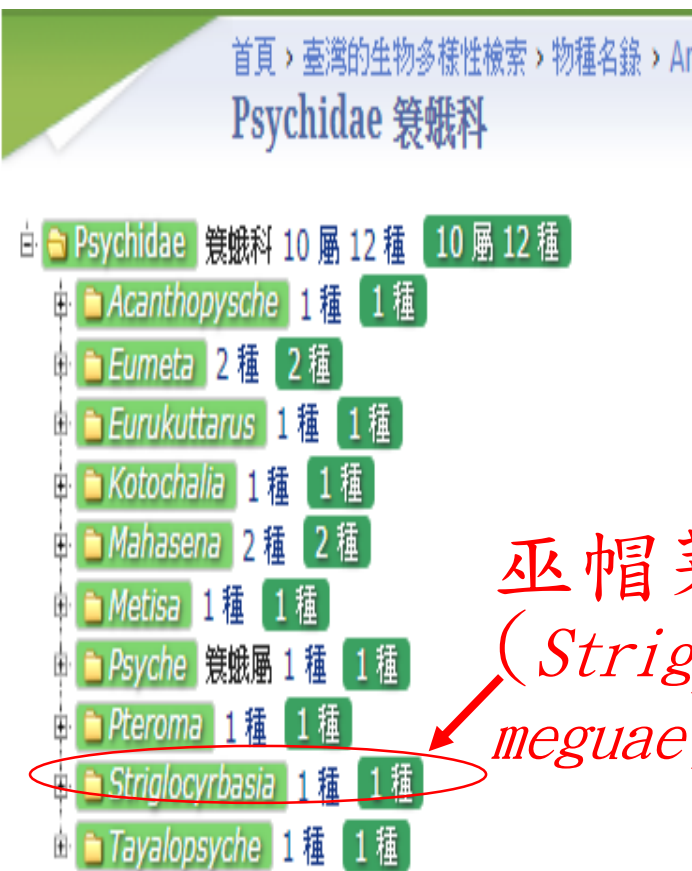 首頁 › 臺灣的生物多樣性檢索 › 物種名錄 ›
Psychidae 簑蛾科
Psychidae 簑蛾科 10 屬 12 種 10 屬 12 種
Acanthopysche 1 種 1 種
Eumeta 2 種 2 種
Eurukuttarus 1 種 1 種
Kotochalia 1 種 1 種
Mahasena 2 種 2 種
Metisa 1 種 1 種
Psyche 簑蛾屬 1 種 1 種
Pteroma 1 種 1 種
Striglocyrbasia 1 種 1 種
Tayalopsyche 1 種 1 種
巫帽
(Strig
meguae